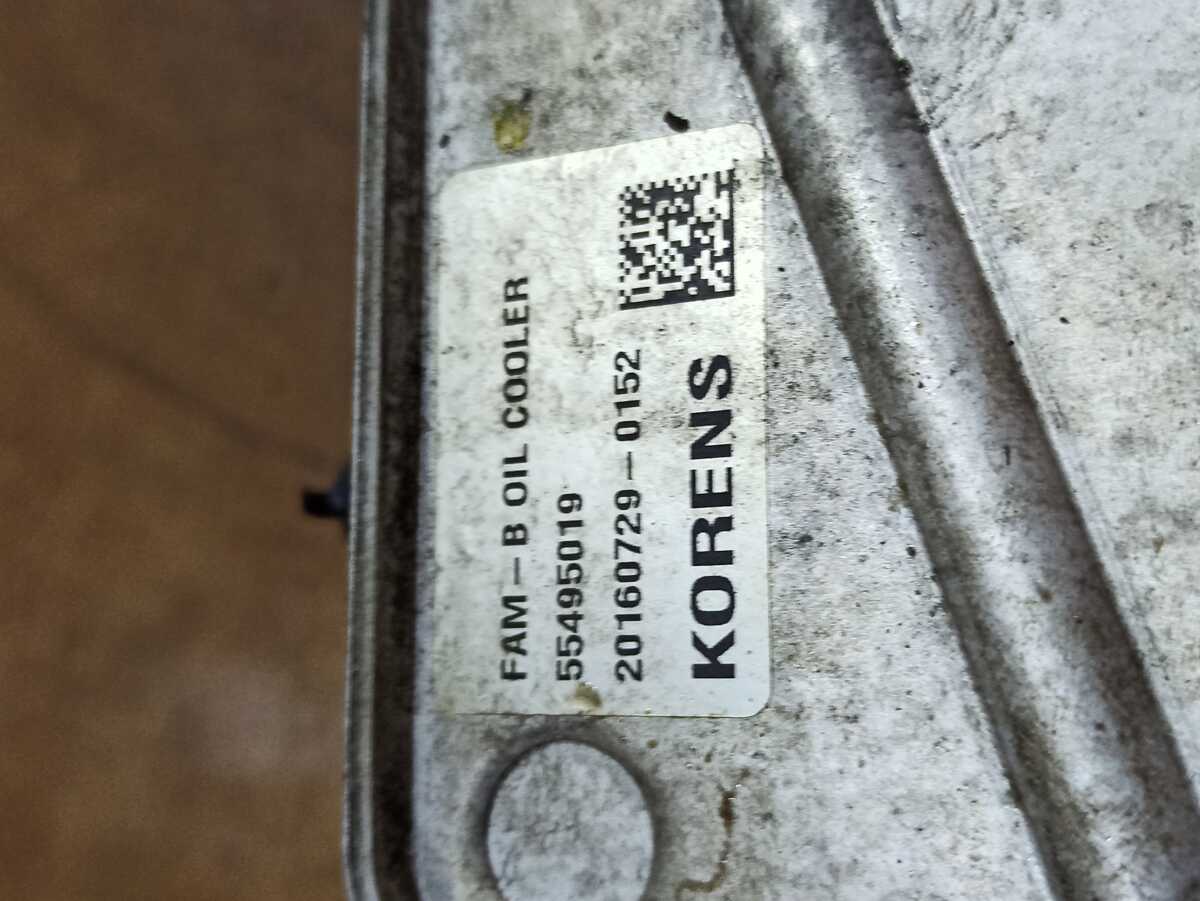 FAM-B OIL COOLER
55495019
20160729-0152
KORENS